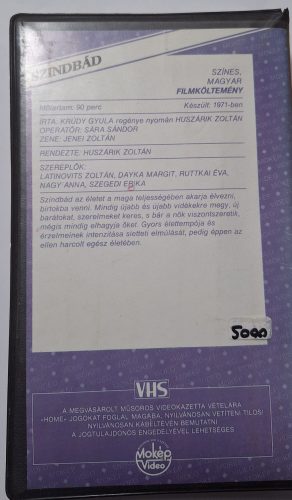 SZINDBÁD
SZÍNES,
MAGYAR
FILMKÖLTEMÉNY
Időtartam: 90 perc
Készült: 1971-ben
ÍRTA: KRÚDY GYULA regénye nyomán HUSZÁRIK ZOLTÁN
OPERATŐR: SÁRA SÁNDOR
ZENE: JENEI ZOLTÁN
RENDEZTE: HUSZÁRIK ZOLTÁN
SZEREPLŐK:
LATINOVITS ZOLTÁN, DAYKA MARGIT, RUTTKAI ÉVA,
NAGY ANNA, SZEGEDI ERIKA
Szindbád az életet a maga teljességében akarja élvezni,
birtokba venni. Mindig újabb és újabb vidékekre megy, új
barátokat, szerelmeket keres, s bár a nők viszontszeretik,
mégis mindig elhagyja őket. Gyors élettempója és
érzelmeinek intenzitása sietteti elmúlását, pedig éppen az
ellen harcolt egész életében.
VHS
A MEGVÁSÁROLT MŰSOROS VIDEOKAZETTA VÉTELÁRA
-HOME- JOGOKAT FOGLAL MAGÁBA, NYILVÁNOSAN VETÍTENI TILOS!
NYILVÁNOSAN KÁBELTÉVÉN BEMUTATNI
A JOGTULAJDONOS ENGEDÉLYÉVEL LEHETSÉGES
Mokép
Video